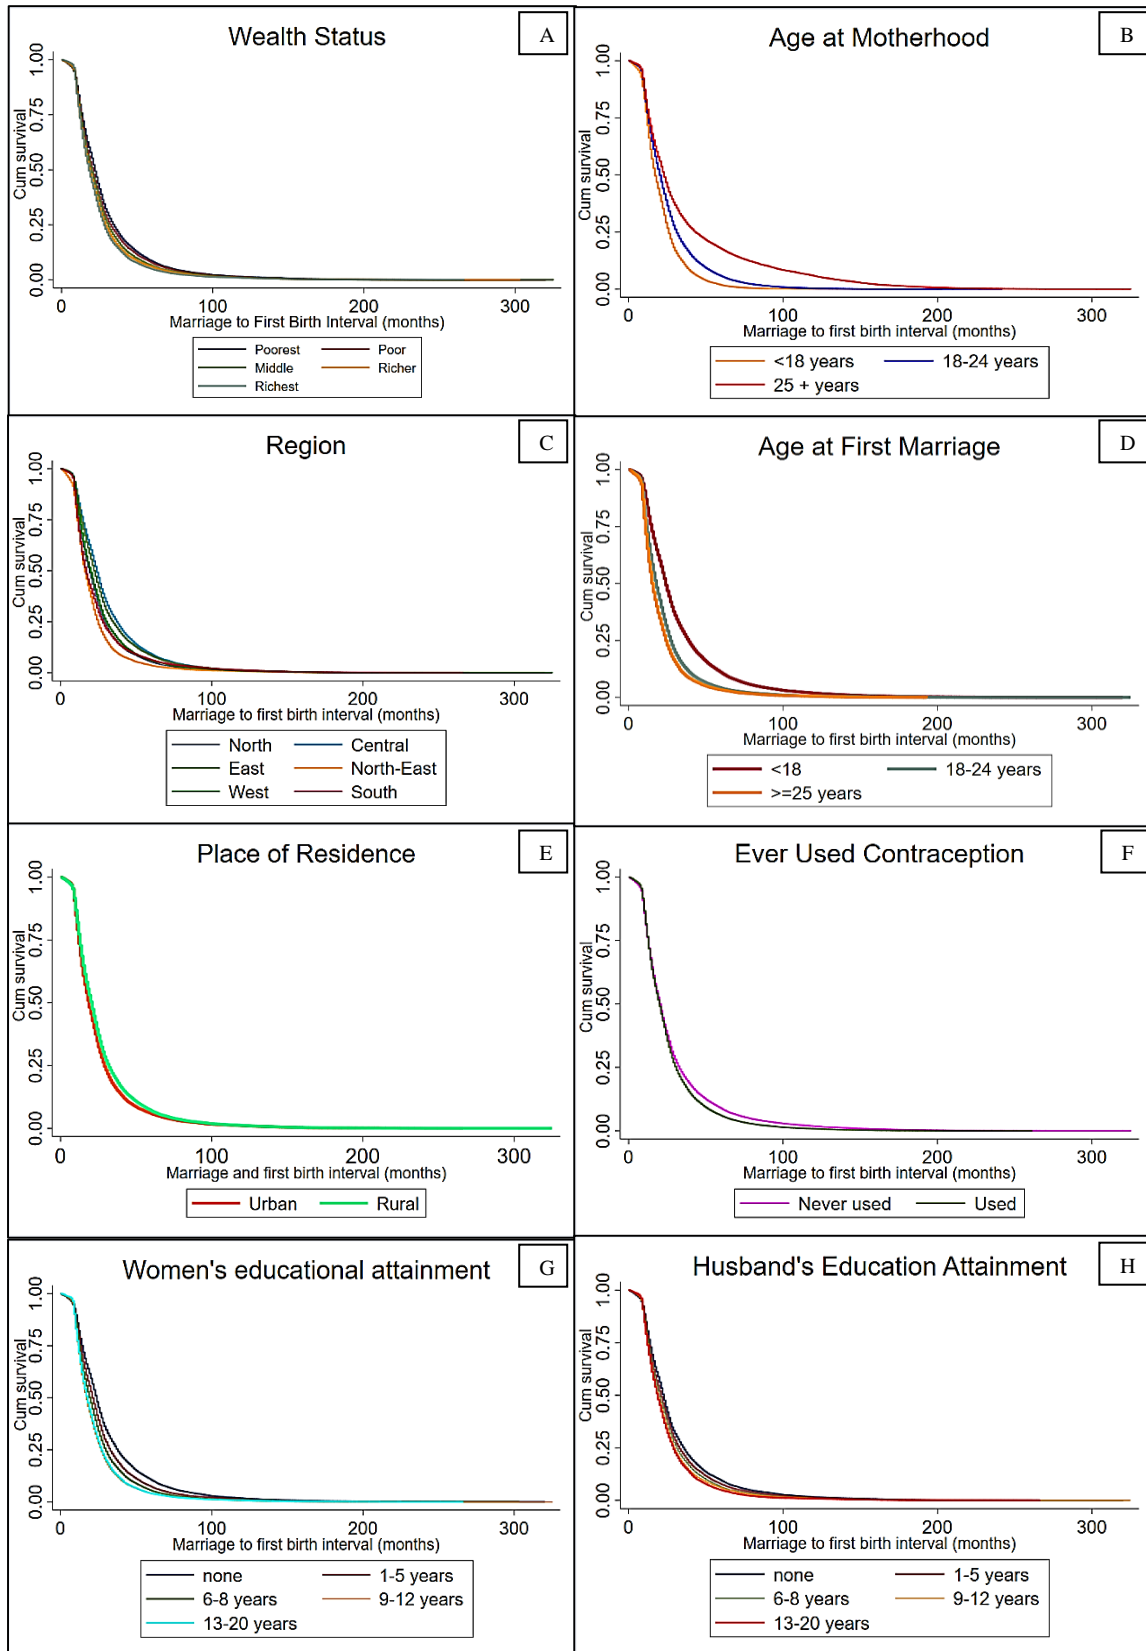 Wealth Status
A
Cum survival
1.00
0.75
0.50
0.25
0.00
0 100 200 300
Marriage to First Birth Interval (months)
Poorest Poor
Middle Richer
Richest
Age at Motherhood
B
Cum survival
1.00
0.75
0.50
0.25
0.00
0 100 200 300
Marriage to first birth interval (months)
<18 years 18-24 years
25 + years
Region
C
Cum survival
1.00
0.75
0.50
0.25
0.00
0 100 200 300
Marriage to first birth interval (months)
North Central
East North-East
West South
Age at First Marriage
D
Cum survival
1.00
0.75
0.50
0.25
0.00
0 100 200 300
Marriage to first birth interval (months)
<18 18-24 years
>=25 years
Place of Residence
E
Cum survival
1.00
0.75
0.50
0.25
0.00
0 100 200 300
Marriage and first birth interval (months)
Urban Rural
Ever Used Contraception
F
Cum survival
1.00
0.75
0.50
0.25
0.00
0 100 200 300
Marriage to first birth interval (months)
Never used Used
Women's educational attainment
G
Cum survival
1.00
0.75
0.50
0.25
0.00
0 100 200 300
Marriage to first birth interval (months)
none 1-5 years
6-8 years 9-12 years
13-20 years
Husband's Education Attainment
H
Cum survival
1.00
0.75
0.50
0.25
0.00
0 100 200 300
Marriage to first birth interval (months)
none 1-5 years
6-8 years 9-12 years
13-20 years